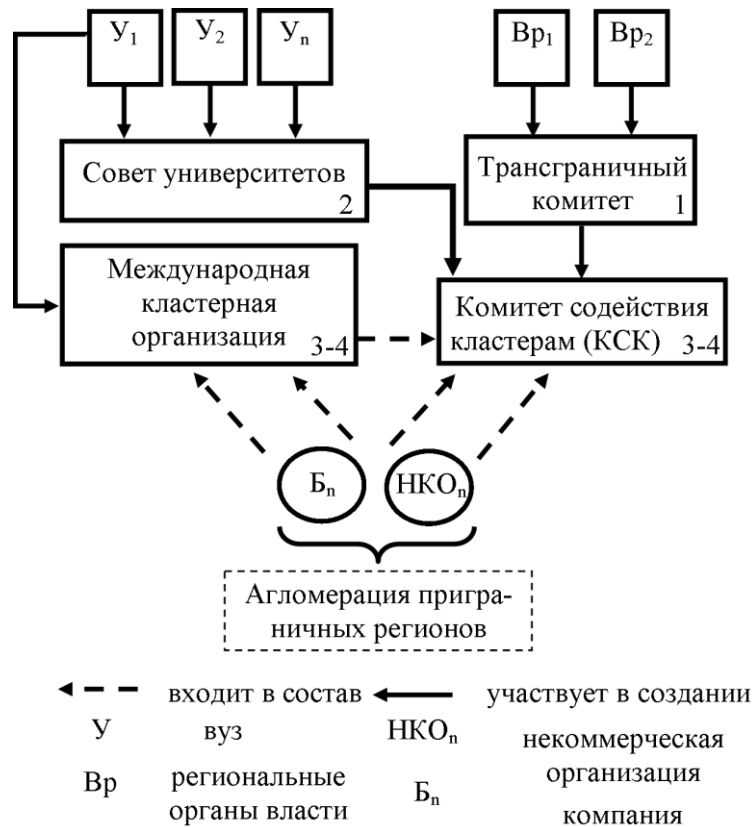 У₁ У₂ Уₙ Вр₁ Вр₂
Совет университетов
2
Трансграничный
комитет
1
Международная
кластерная
организация
3-4
Комитет содействия
кластерам (КСК) 3-4
Бₙ НКОₙ
Агломерация пригра-
ничных регионов
входит в состав
участвует в создании
У вуз
НКОₙ некоммерческая
организация
Вр региональные
органы власти
Бₙ компания